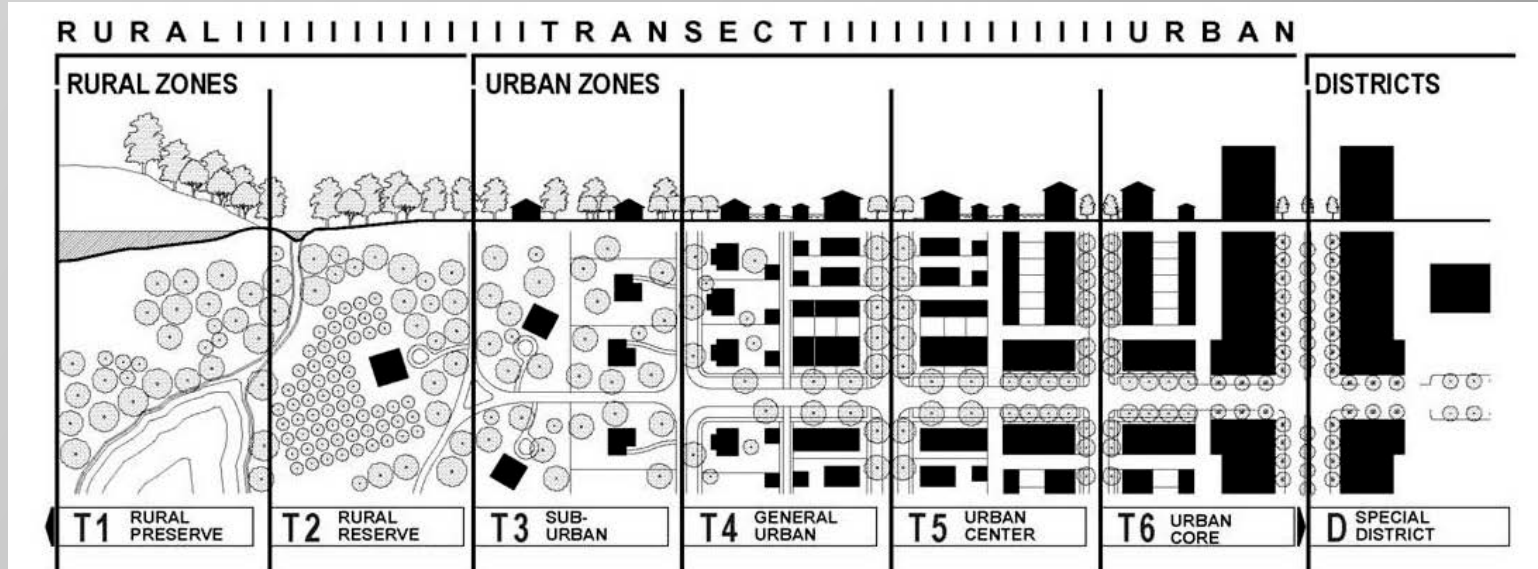 RURALIIIIIIIIIIIIIITRANSECTIIIIIIIIIIIIIIURBAN
RURAL ZONES
URBAN ZONES
DISTRICTS
T1 RURAL
PRESERVE
T2 RURAL
RESERVE
T3 SUB-
URBAN
T4 GENERAL
URBAN
T5 URBAN
CENTER
T6 URBAN
CORE
D SPECIAL
DISTRICT